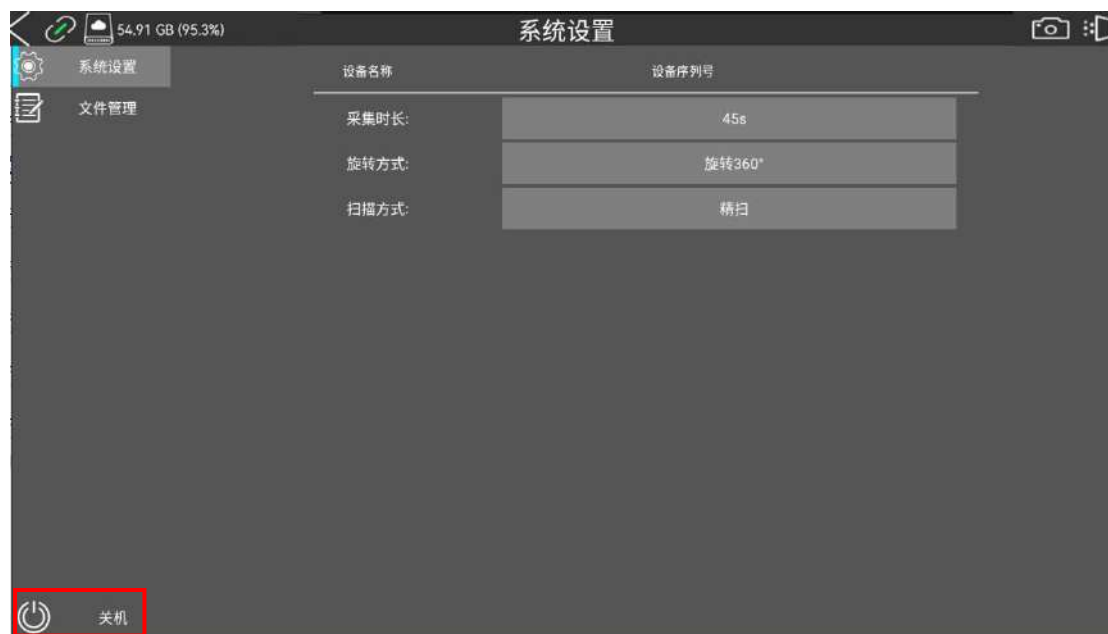 54.91 GB (95.3%)
系统设置
系统设置
设备名称
设备序列号
文件管理
采集时长:
45s
旋转方式:
旋转360°
扫描方式:
精扫
关机